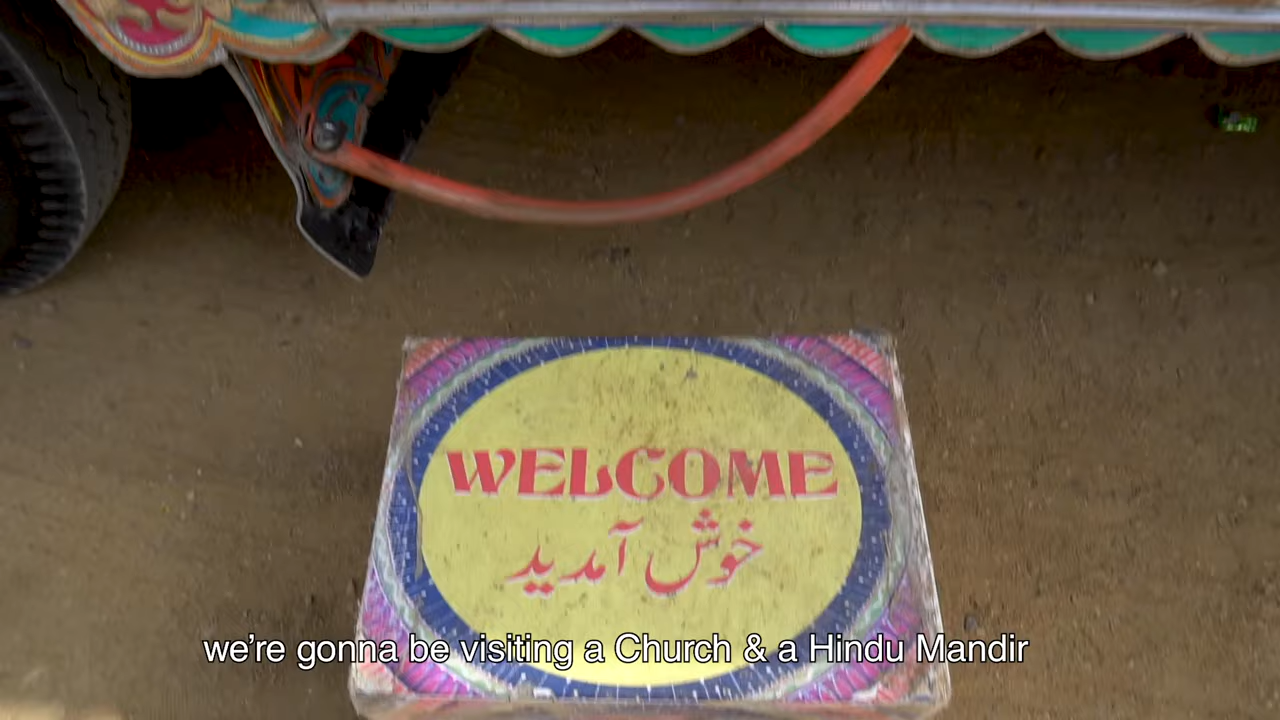 WELCOME
خوش آمدید
we're gonna be visiting a Church & a Hindu Mandir